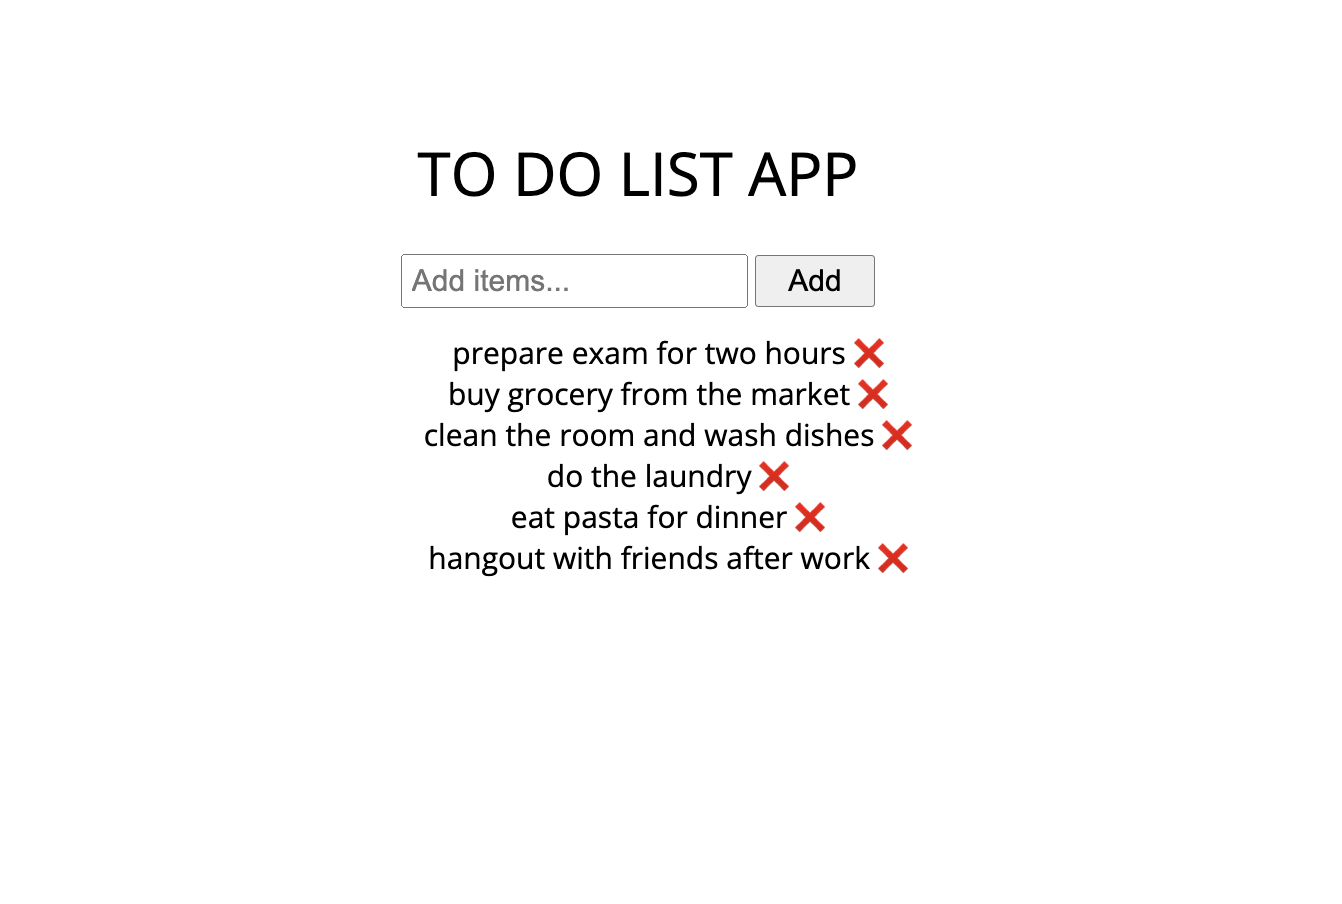 TO DO LIST APP
Add items... Add
prepare exam for two hours ❌
buy grocery from the market ❌
clean the room and wash dishes ❌
do the laundry ❌
eat pasta for dinner ❌
hangout with friends after work ❌